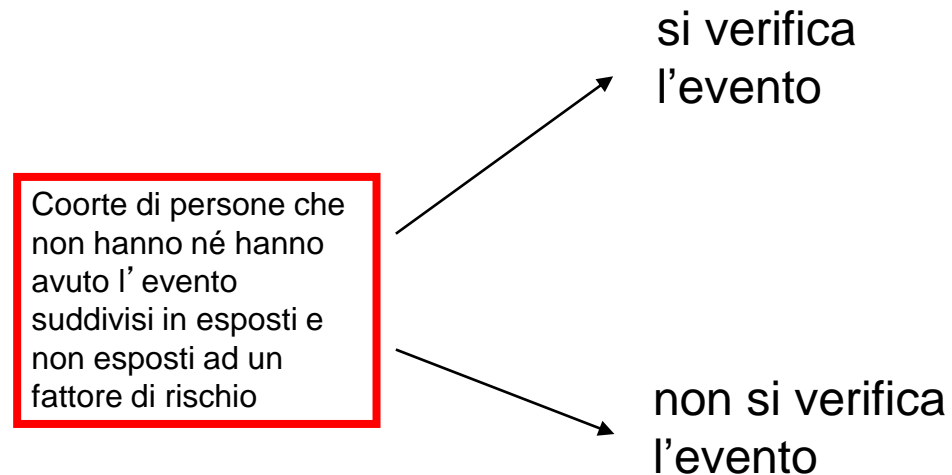 si verifica
l’evento
Coorte di persone che
non hanno né hanno
avuto l’ evento
suddivisi in esposti e
non esposti ad un
fattore di rischio
non si verifica
l’evento